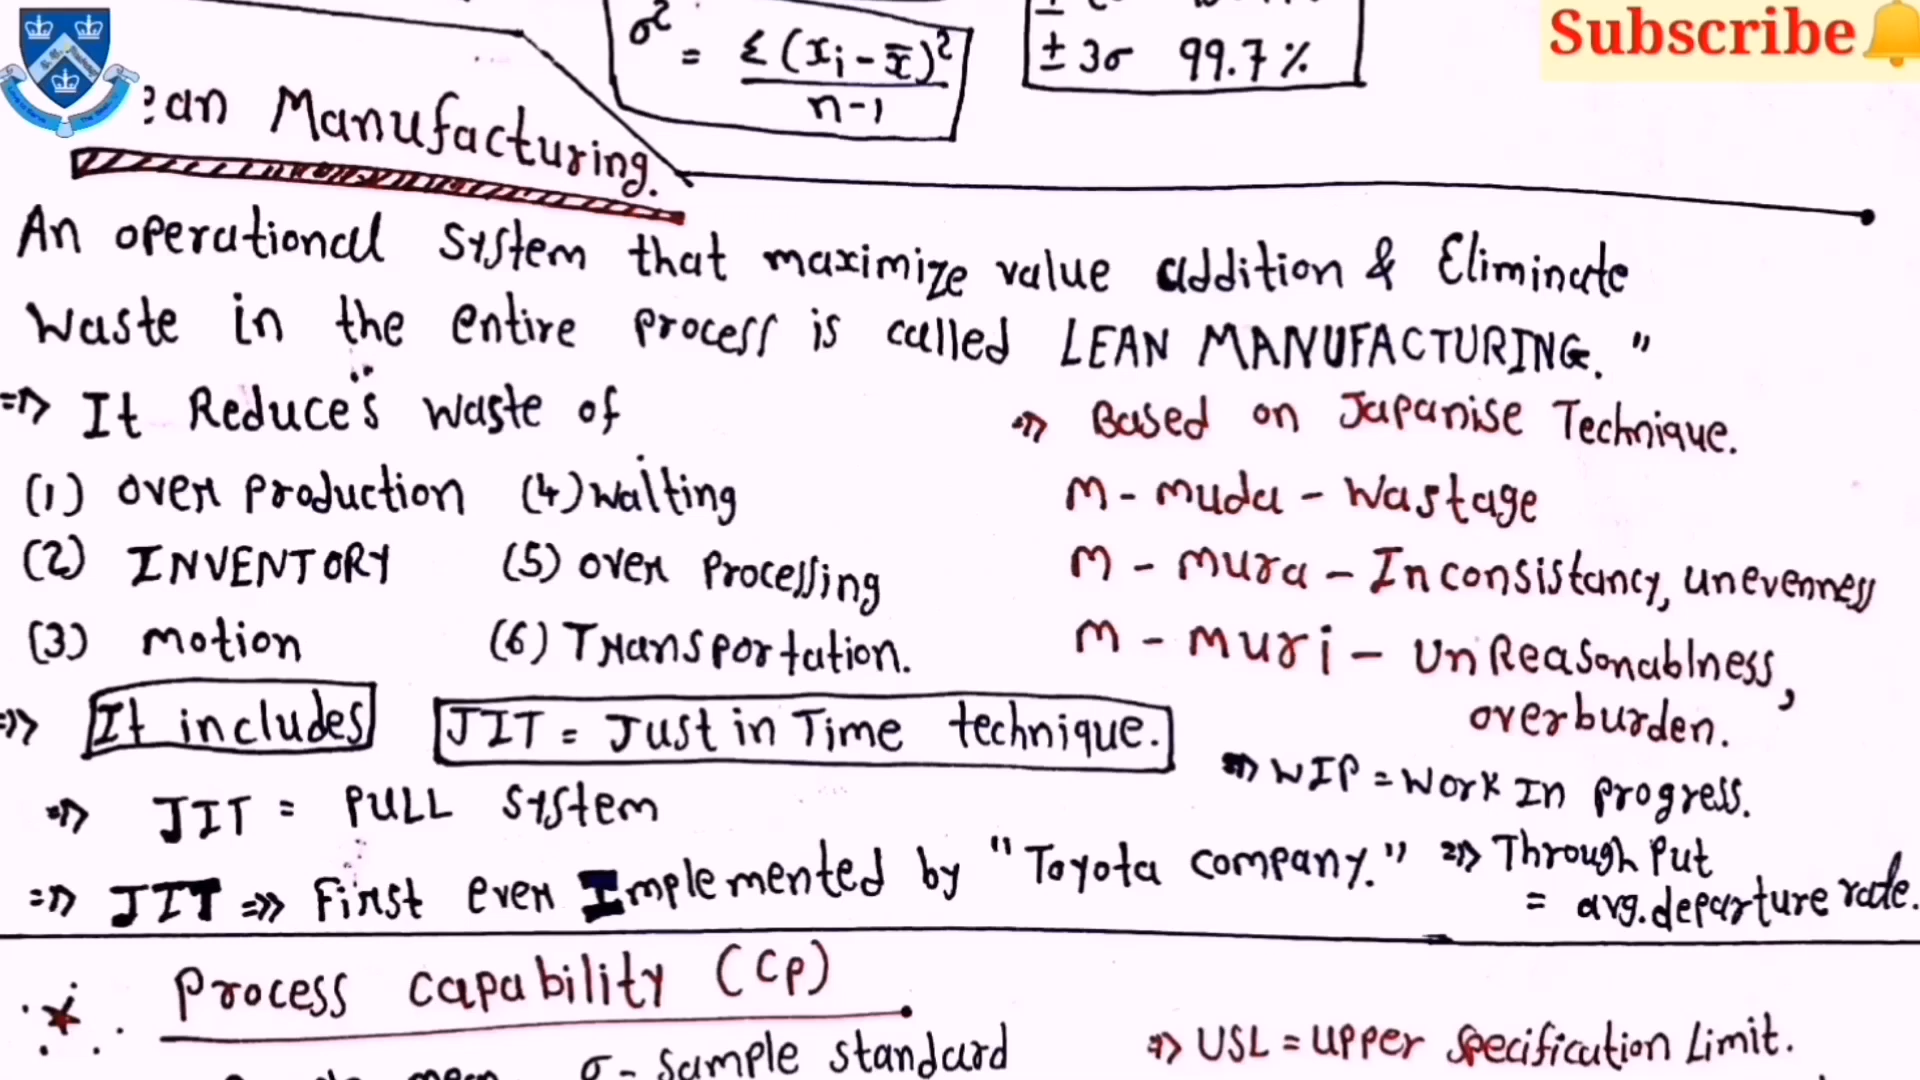 σ² = Σ(xi - x̄)² / n-1
± 3σ 99.7 %
Subscribe
ean Manufacturing.
An operational system that maximize value addition & Eliminate
waste in the entire process is called LEAN MANUFACTURING."
=> It Reduce's waste of
=> Based on Japanise Technique.
(1) over production (4) waiting
M - muda - wastage
(2) INVENTORY (5) over processing
M - mura - Inconsistancy, unevenness
(3) motion (6) Transportation.
M - muri - unReasonablness,
overburden.
=> It includes JIT = Just in Time technique.
=> WIP = Work In progress.
=> JIT = PULL system
=> JIT => First ever Implemented by "Toyota company."
=> Through Put
= avg. departure rate.
Process capability (Cp)
σ - sample standard
=> USL = upper specification Limit.